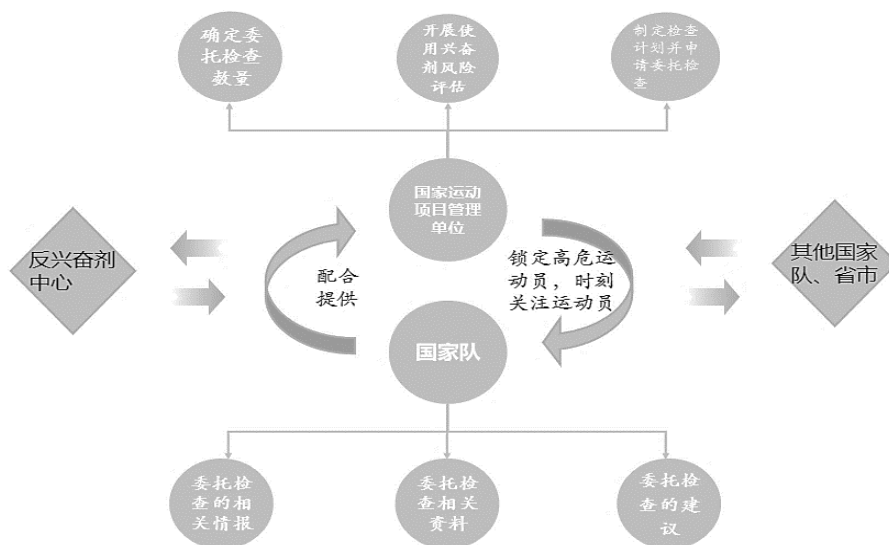 确定委
托检查
数量
开展使
用兴奋
剂风险
评估
制定检查
计划并申
请委托检
查
国家运动
项目管理
单位
反兴奋剂
中心
配合
提供
锁定高危运
动员，时刻
关注运动员
其他国家
队、省市
国家队
委托检
查的相
关情报
委托检
查相关
资料
委托检
查的建
议